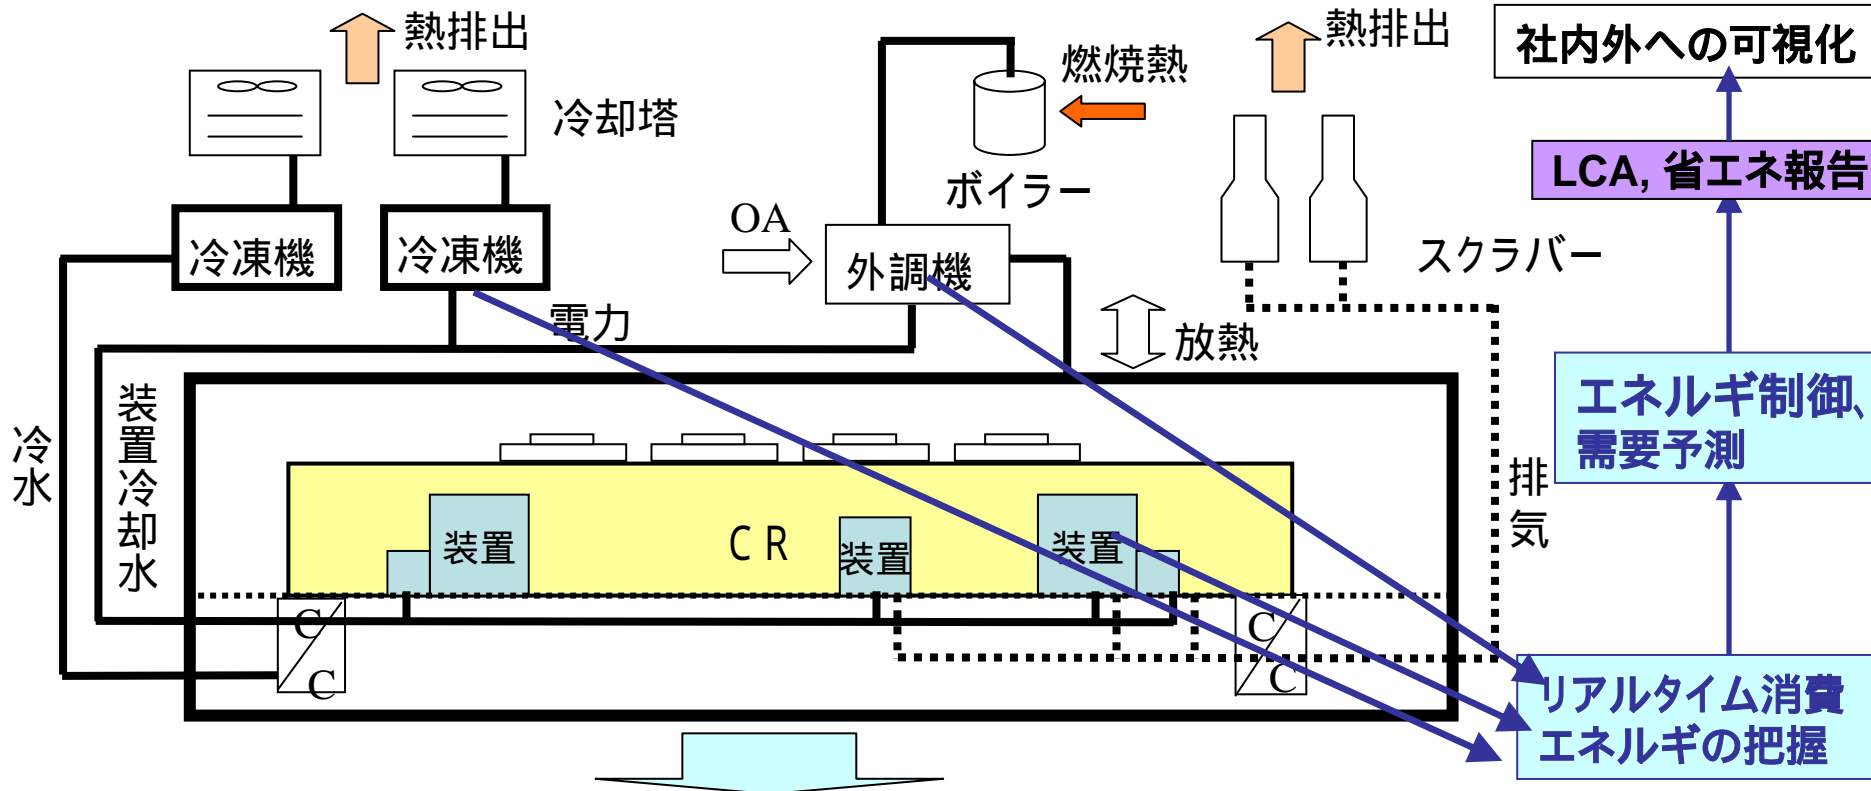 熱排出
熱排出
社内外への可視化
燃焼熱
冷却塔
LCA, 省エネ報告
ボイラー
OA
冷凍機
冷凍機
外調機
スクラバー
電力
放熱
エネルギ制御、
需要予測
装置冷却水
冷水
排気
装置
CR
装置
装置
C
C
C
C
リアルタイム消費
エネルギの把握